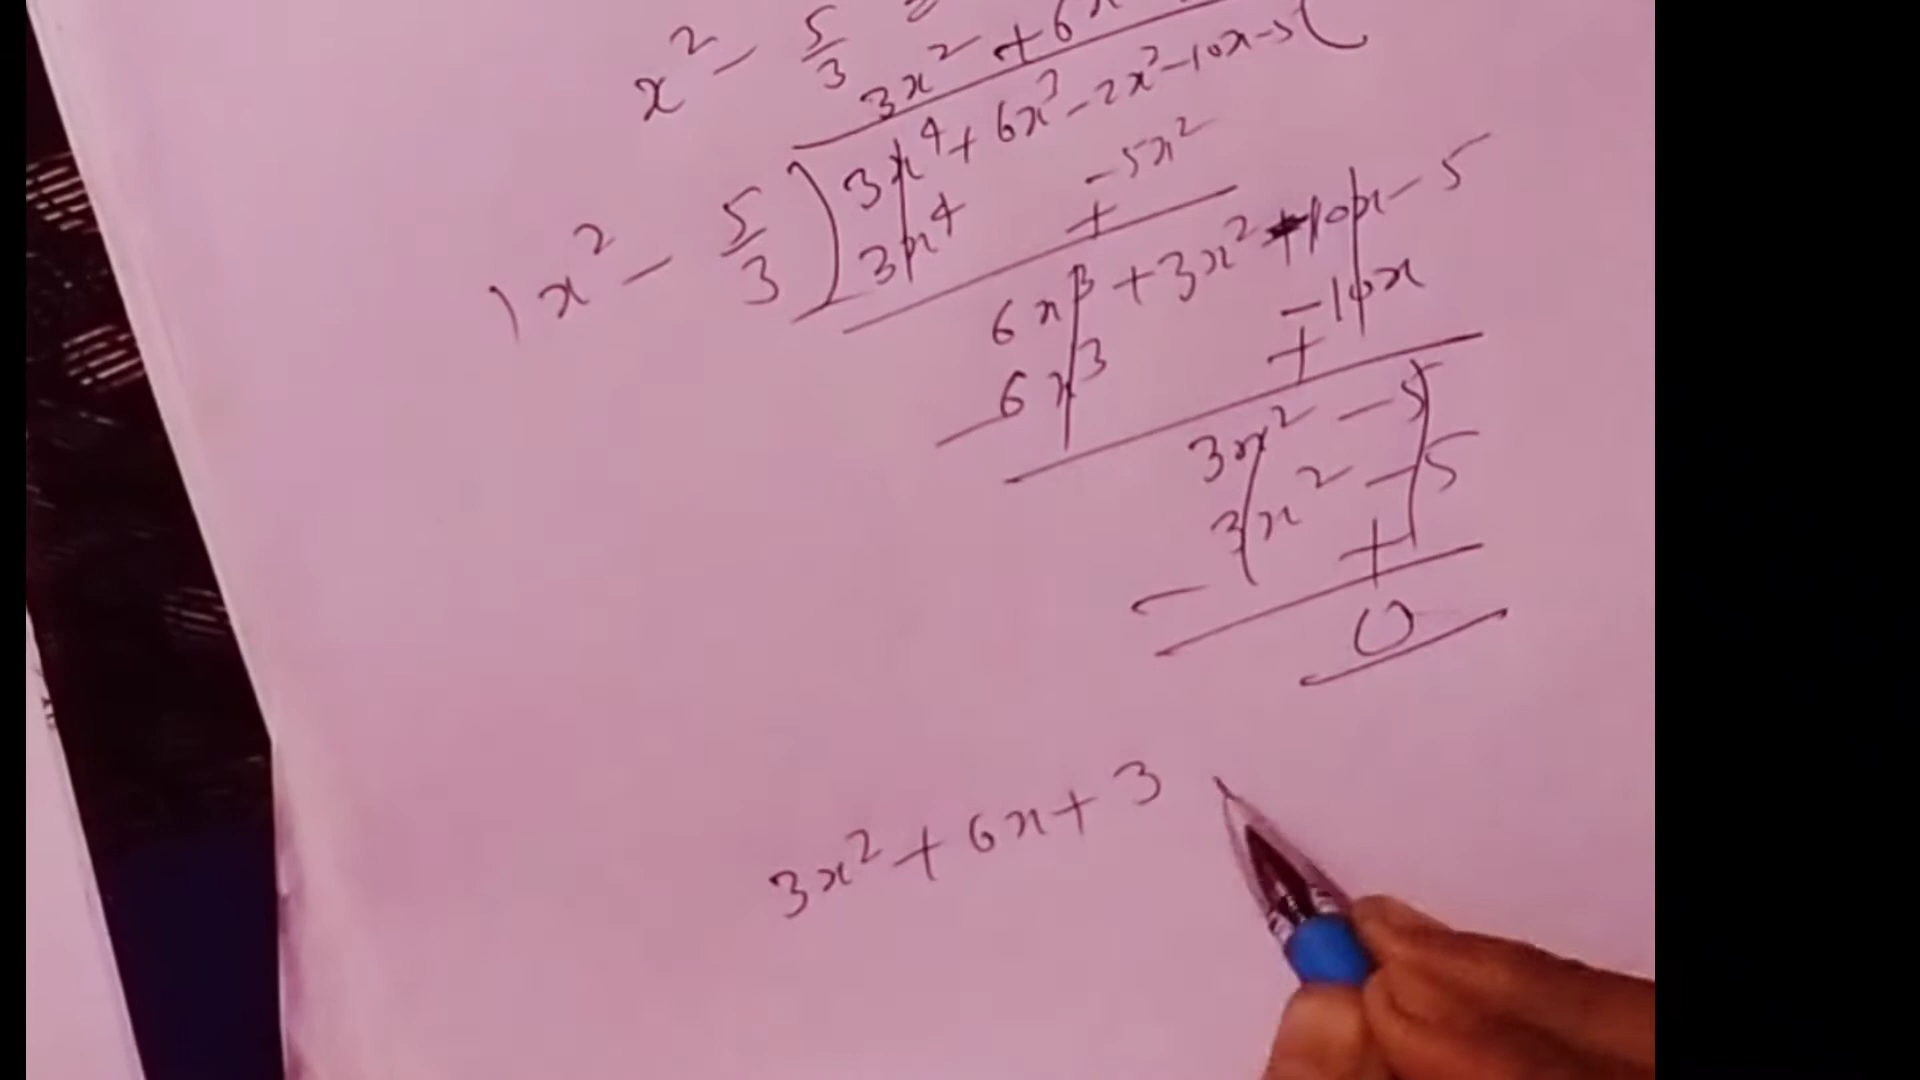 x² - 5/3
3x² + 6x
1x² - 5/3 ) 3x⁴ + 6x³ - 2x² - 10x - 5 (
3x⁴ - 5x²
+
6x³ + 3x² - 10x - 5
6x³ - 10x
- +
3x² - 5
3x² - 5
- +
0
3x² + 6x + 3